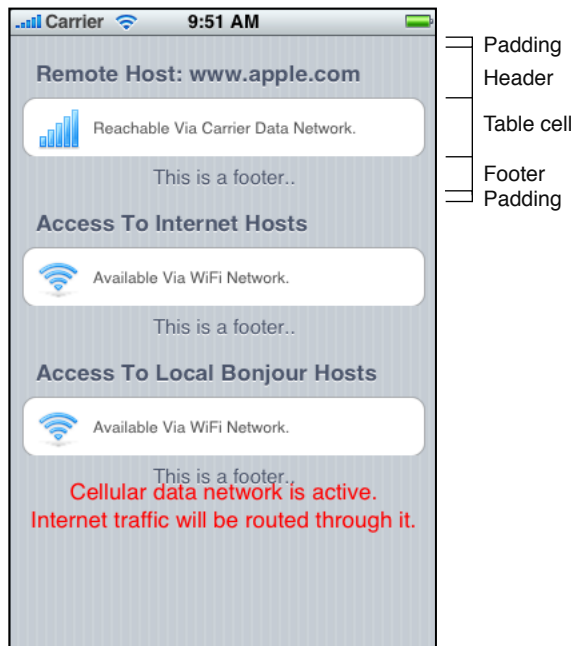 Carrier 9:51 AM
Padding
Remote Host: www.apple.com
Header
Reachable Via Carrier Data Network.
Table cell
This is a footer..
Footer
Padding
Access To Internet Hosts
Available Via WiFi Network.
This is a footer..
Access To Local Bonjour Hosts
Available Via WiFi Network.
This is a footer..
Cellular data network is active.
Internet traffic will be routed through it.